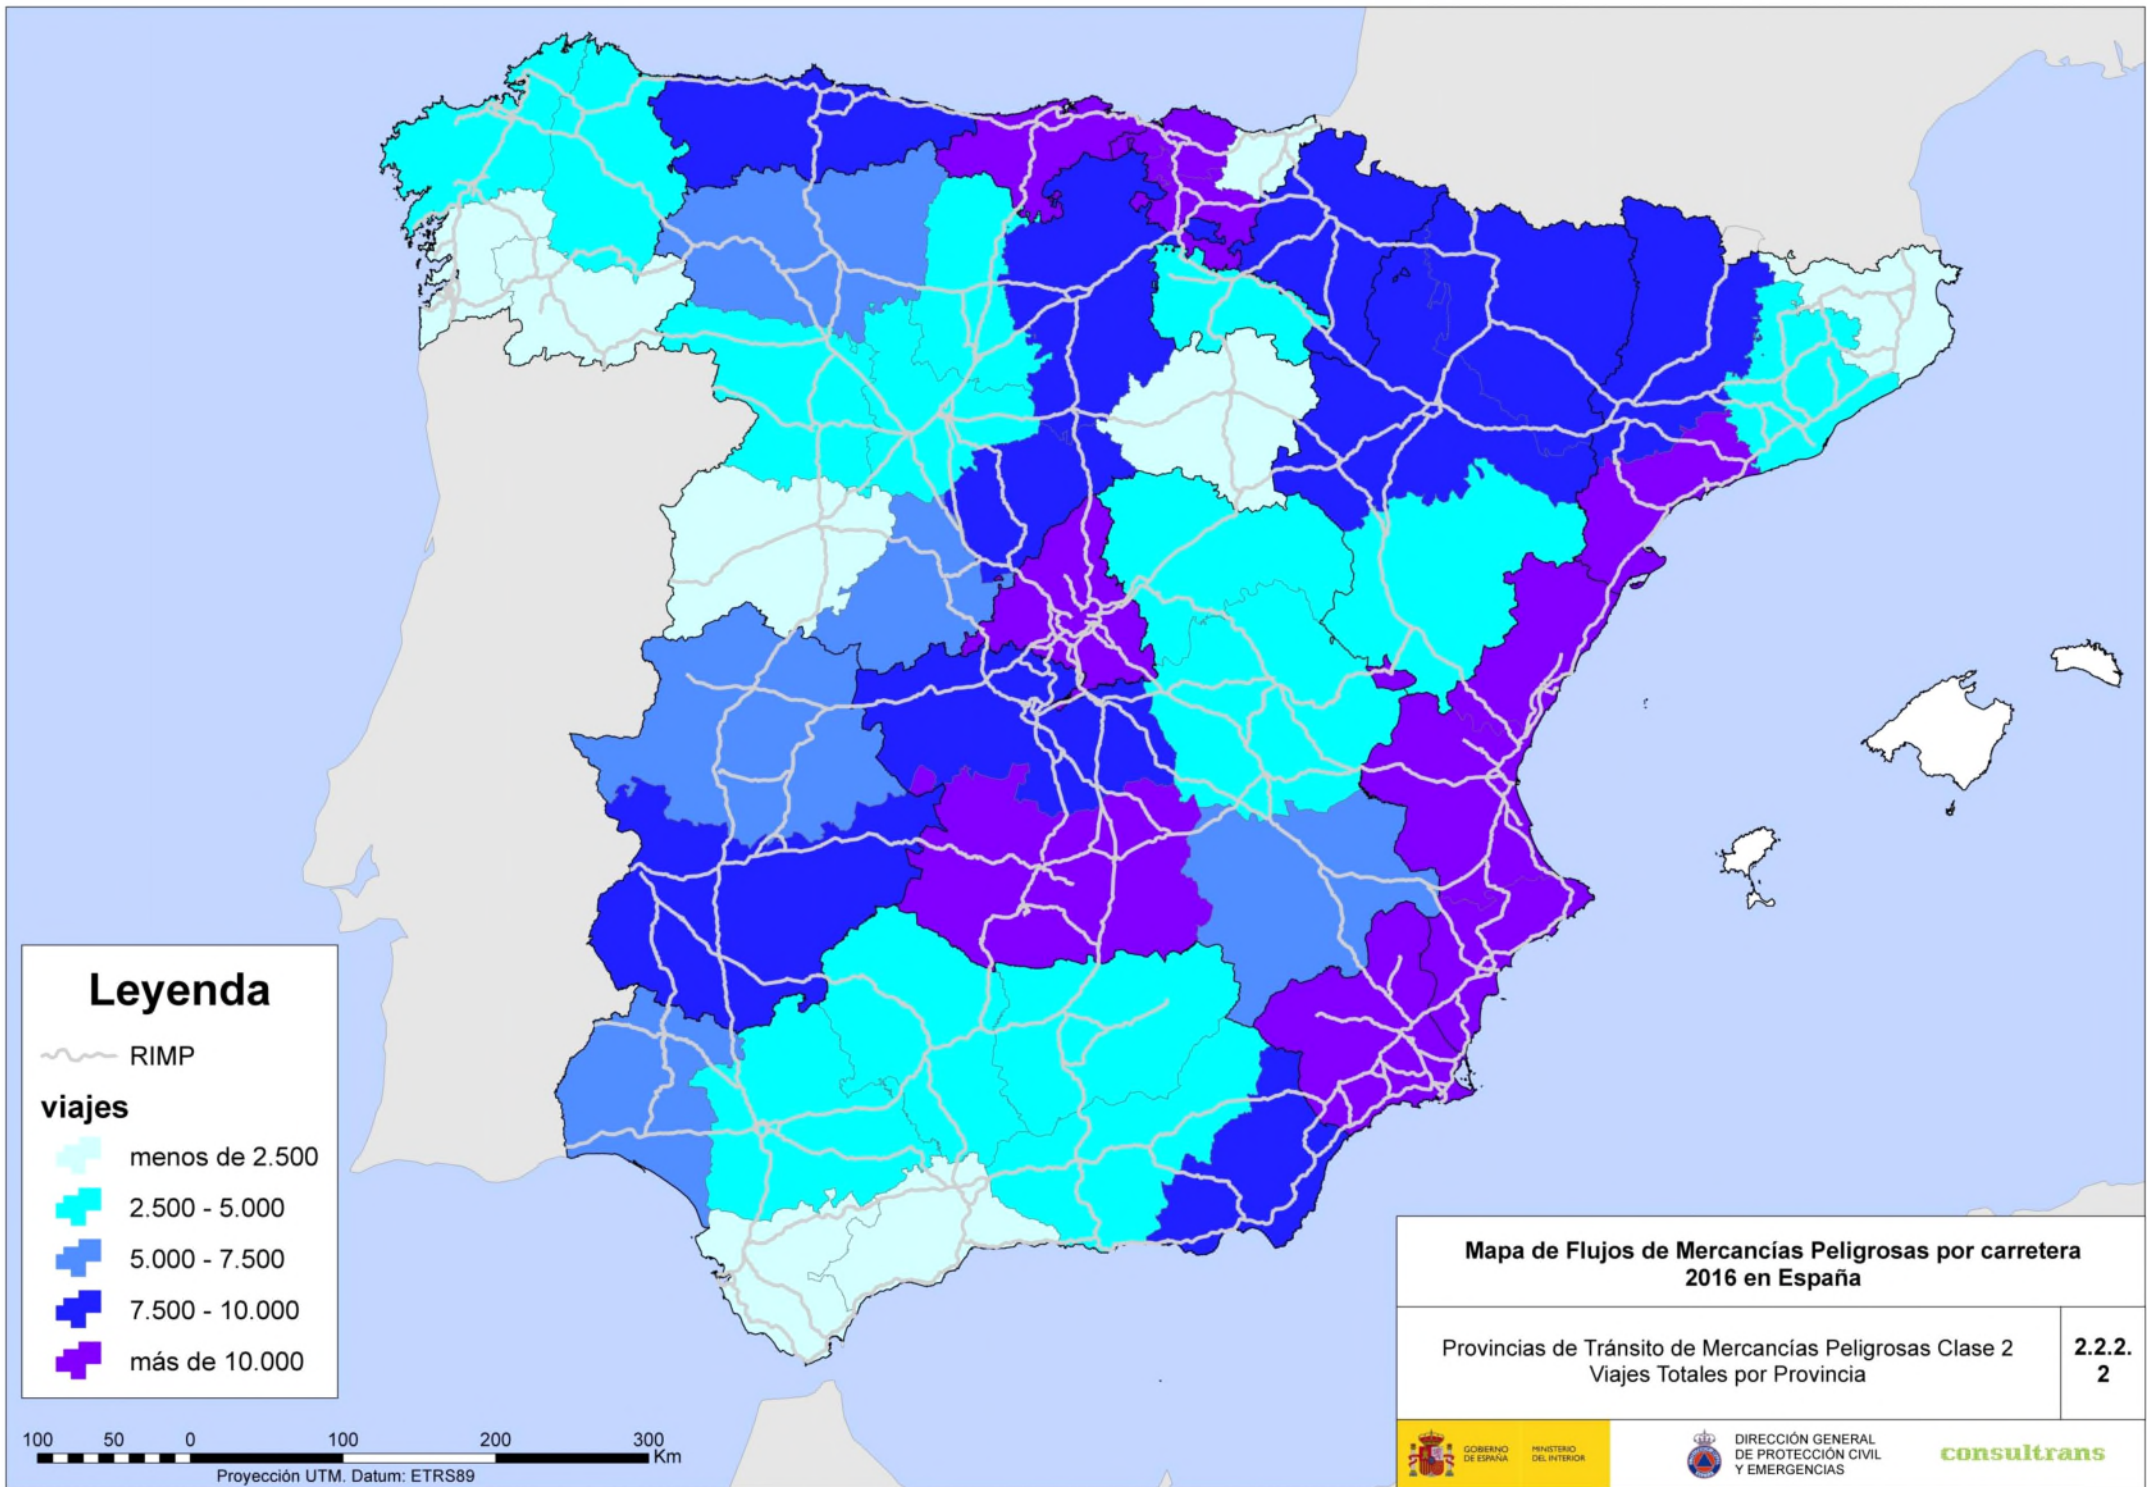 Leyenda
RIMP
viajes
menos de 2.500
2.500 - 5.000
5.000 - 7.500
7.500 - 10.000
más de 10.000
100 50 0 100 200 300
Km
Proyección UTM. Datum: ETRS89
Mapa de Flujos de Mercancías Peligrosas por carretera
2016 en España
Provincias de Tránsito de Mercancías Peligrosas Clase 2
Viajes Totales por Provincia
2.2.2.
2
GOBIERNO
DE ESPAÑA
MINISTERIO
DEL INTERIOR
DIRECCIÓN GENERAL
DE PROTECCIÓN CIVIL
Y EMERGENCIAS
consultrans